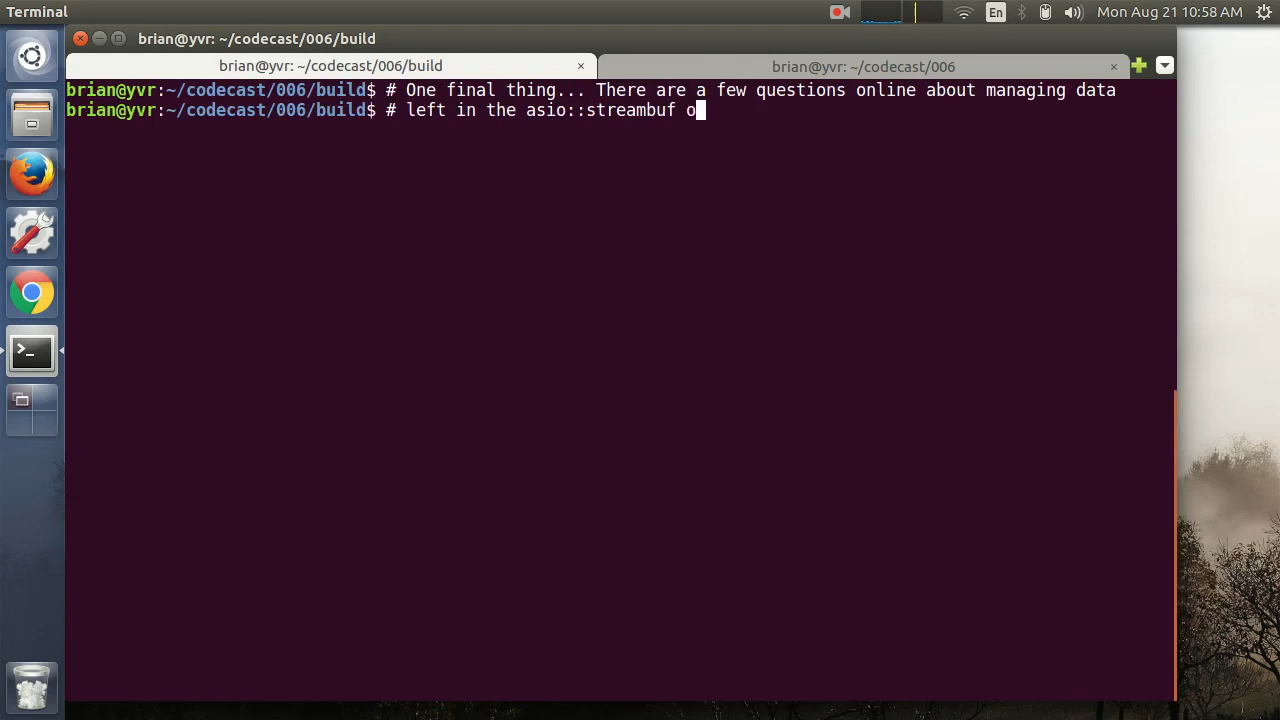 Terminal
En
Mon Aug 21 10:58 AM
brian@yvr: ~/codecast/006/build
brian@yvr: ~/codecast/006/build ×
brian@yvr: ~/codecast/006 ×
brian@yvr:~/codecast/006/build$ # One final thing... There are a few questions online about managing data
brian@yvr:~/codecast/006/build$ # left in the asio::streambuf o